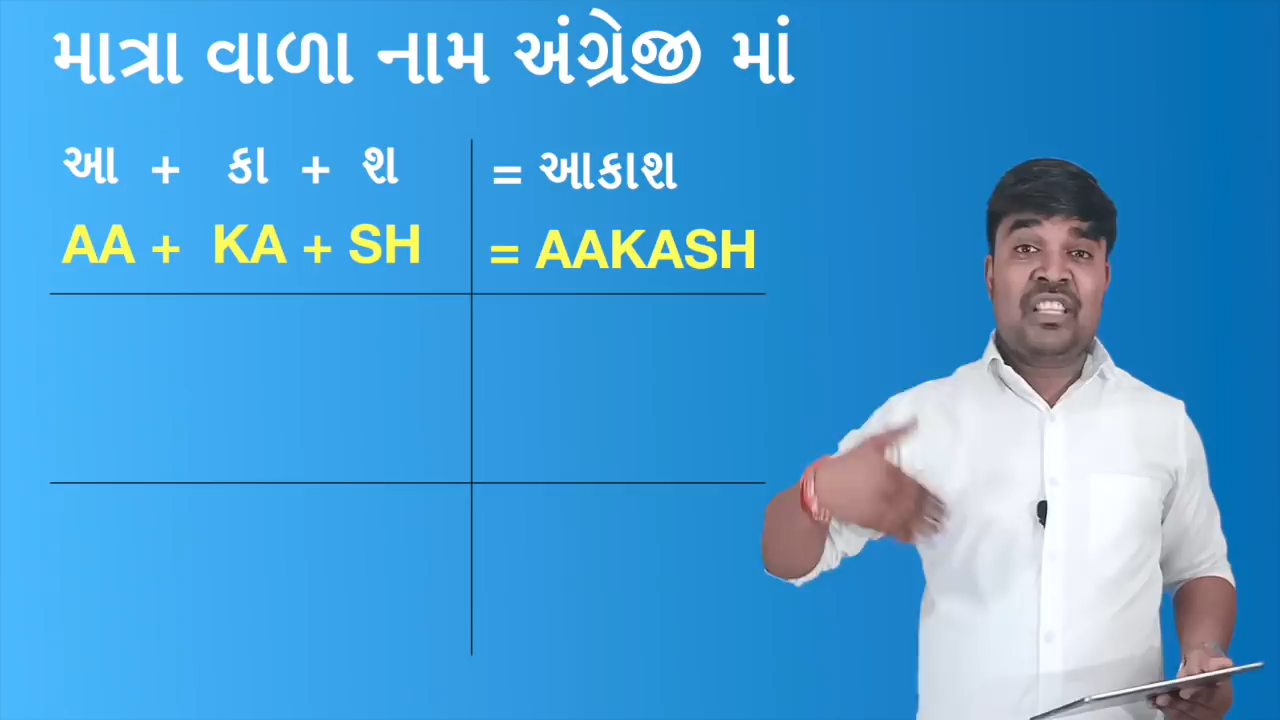 માત્રા વાળા નામ અંગ્રેજી માં
આ + કા + શ = આકાશ
AA + KA + SH = AAKASH